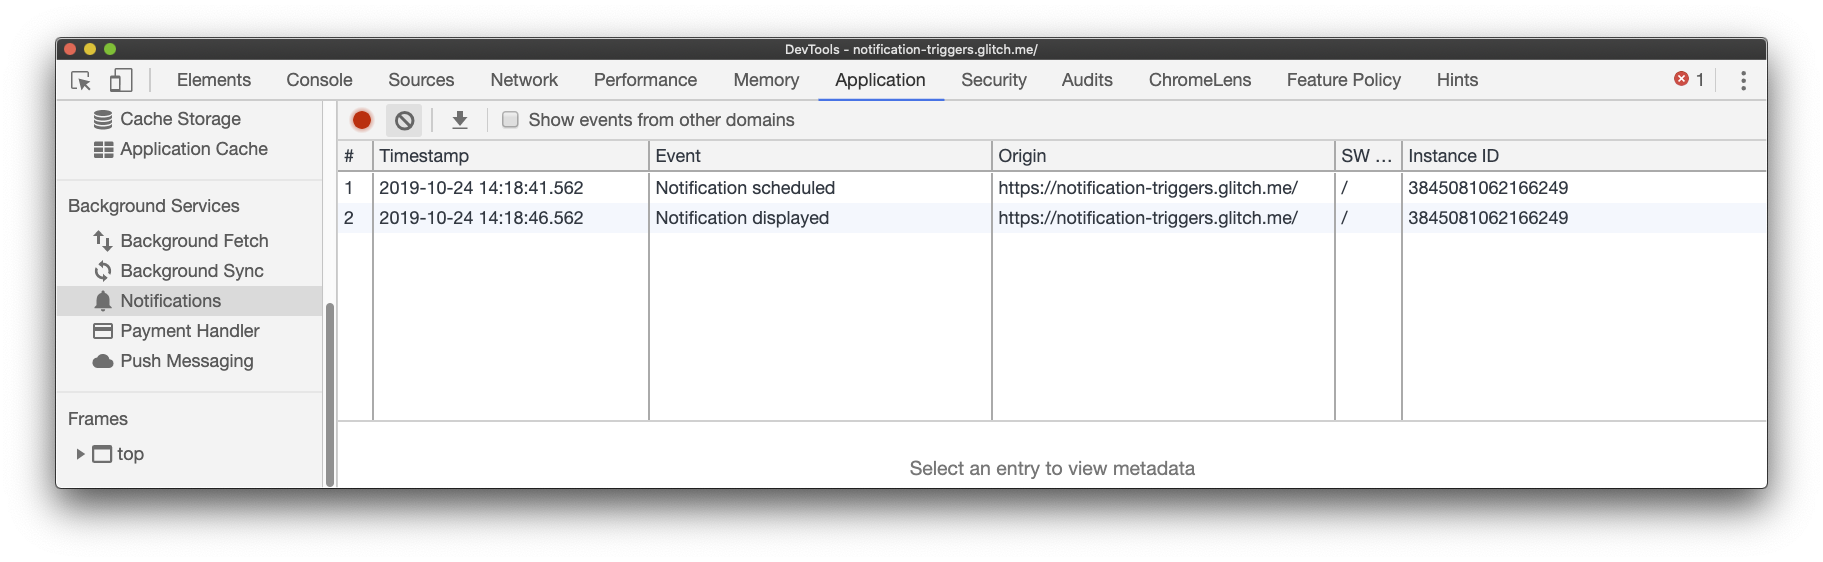 DevTools - notification-triggers.glitch.me/
Elements Console Sources Network Performance Memory Application Security Audits ChromeLens Feature Policy Hints 1
Cache Storage
Application Cache
Background Services
Background Fetch
Background Sync
Notifications
Payment Handler
Push Messaging
Frames
top
Show events from other domains
# Timestamp Event Origin SW ... Instance ID
1 2019-10-24 14:18:41.562 Notification scheduled https://notification-triggers.glitch.me/ / 3845081062166249
2 2019-10-24 14:18:46.562 Notification displayed https://notification-triggers.glitch.me/ / 3845081062166249
Select an entry to view metadata